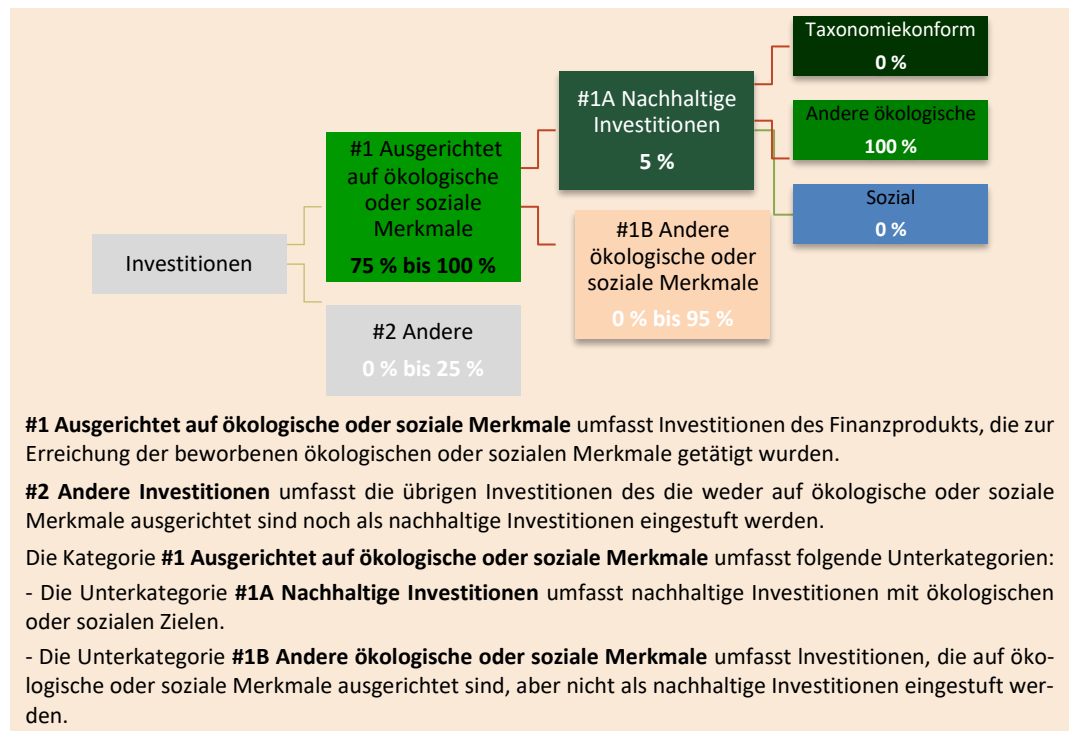 Investitionen
#1 Ausgerichtet
auf ökologische
oder soziale
Merkmale
75 % bis 100 %
#2 Andere
0 % bis 25 %
#1A Nachhaltige
Investitionen
5 %
#1B Andere
ökologische oder
soziale Merkmale
0 % bis 95 %
Taxonomiekonform
0 %
Andere ökologische
100 %
Sozial
0 %
#1 Ausgerichtet auf ökologische oder soziale Merkmale umfasst Investitionen des Finanzprodukts, die zur
Erreichung der beworbenen ökologischen oder sozialen Merkmale getätigt wurden.
#2 Andere Investitionen umfasst die übrigen Investitionen des die weder auf ökologische oder soziale
Merkmale ausgerichtet sind noch als nachhaltige Investitionen eingestuft werden.
Die Kategorie #1 Ausgerichtet auf ökologische oder soziale Merkmale umfasst folgende Unterkategorien:
- Die Unterkategorie #1A Nachhaltige Investitionen umfasst nachhaltige Investitionen mit ökologischen
oder sozialen Zielen.
- Die Unterkategorie #1B Andere ökologische oder soziale Merkmale umfasst Investitionen, die auf öko-
logische oder soziale Merkmale ausgerichtet sind, aber nicht als nachhaltige Investitionen eingestuft wer-
den.